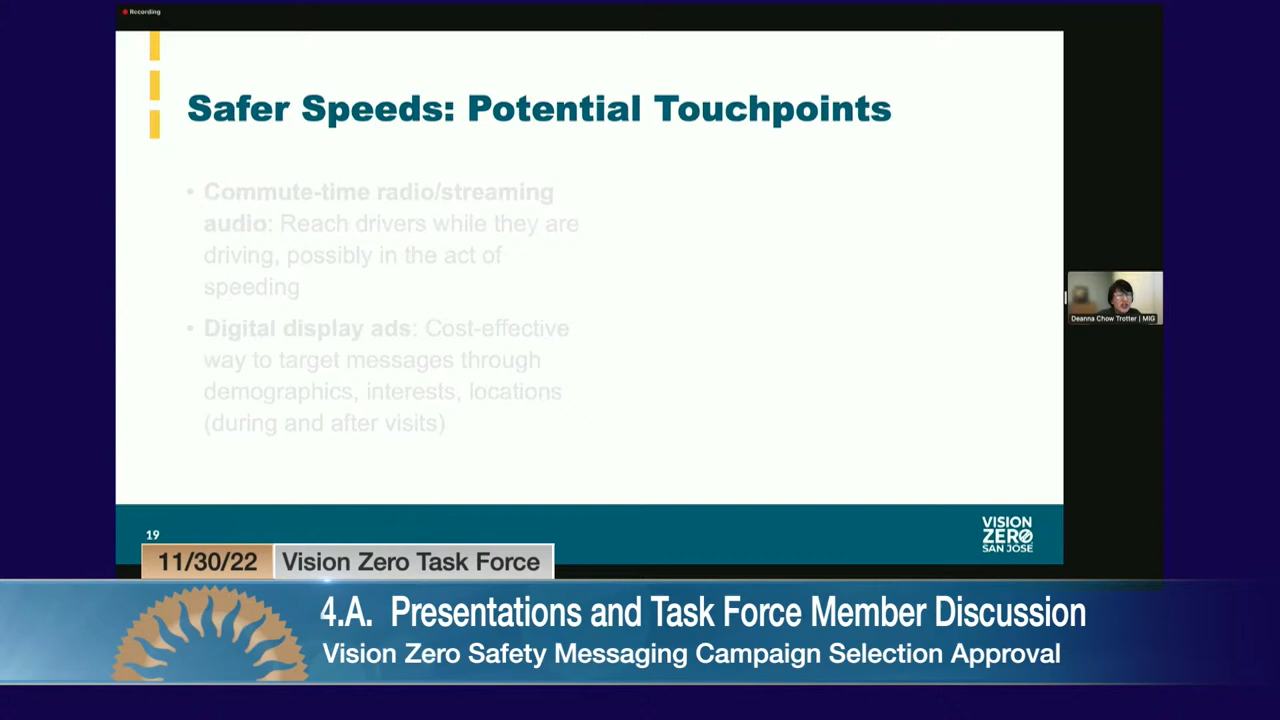 Recording
Safer Speeds: Potential Touchpoints
• Commute-time radio/streaming
audio: Reach drivers while they are
driving, possibly in the act of
speeding
• Digital display ads: Cost-effective
way to target messages through
demographics, interests, locations
(during and after visits)
Deanna Chow Trotter | MIG
19
VISION
ZERO
SAN JOSE
11/30/22 Vision Zero Task Force
4.A. Presentations and Task Force Member Discussion
Vision Zero Safety Messaging Campaign Selection Approval